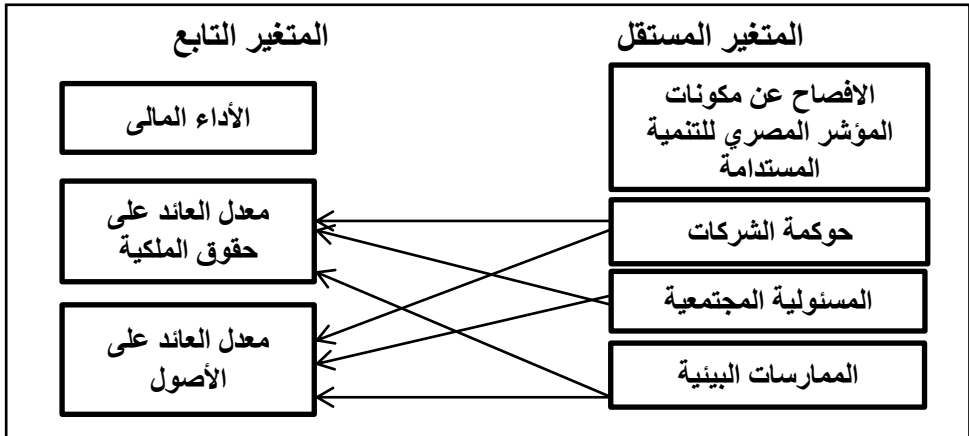 المتغير المستقل
المتغير التابع
الافصاح عن مكونات
المؤشر المصري للتنمية
المستدامة
الأداء المالى
حوكمة الشركات
معدل العائد على
حقوق الملكية
المسئولية المجتمعية
معدل العائد على
الأصول
الممارسات البيئية